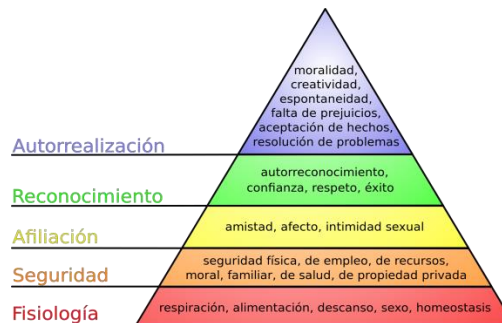 moralidad,
creatividad,
espontaneidad,
falta de prejuicios,
aceptación de hechos,
resolución de problemas
Autorrealización
autorreconocimiento,
confianza, respeto, éxito
Reconocimiento
amistad, afecto, intimidad sexual
Afiliación
seguridad física, de empleo, de recursos,
moral, familiar, de salud, de propiedad privada
Seguridad
respiración, alimentación, descanso, sexo, homeostasis
Fisiología